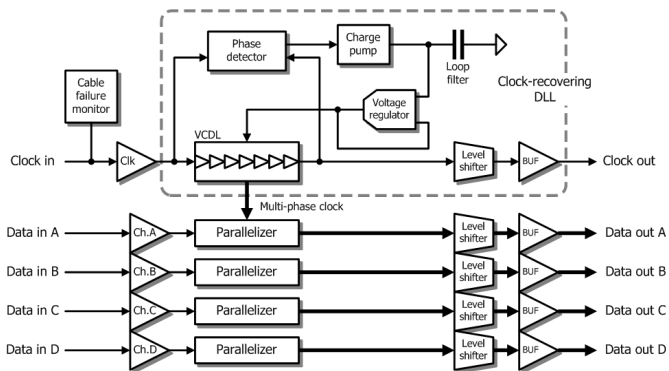 Phase
detector
Charge
pump
Loop
filter
Clock-recovering
DLL
Cable
failure
monitor
Voltage
regulator
VCDL
Clock in
Clk
Level
shifter
BUF
Clock out
Multi-phase clock
Data in A
Ch.A
Parallelizer
Level
shifter
BUF
Data out A
Data in B
Ch.B
Parallelizer
Level
shifter
BUF
Data out B
Data in C
Ch.C
Parallelizer
Level
shifter
BUF
Data out C
Data in D
Ch.D
Parallelizer
Level
shifter
BUF
Data out D